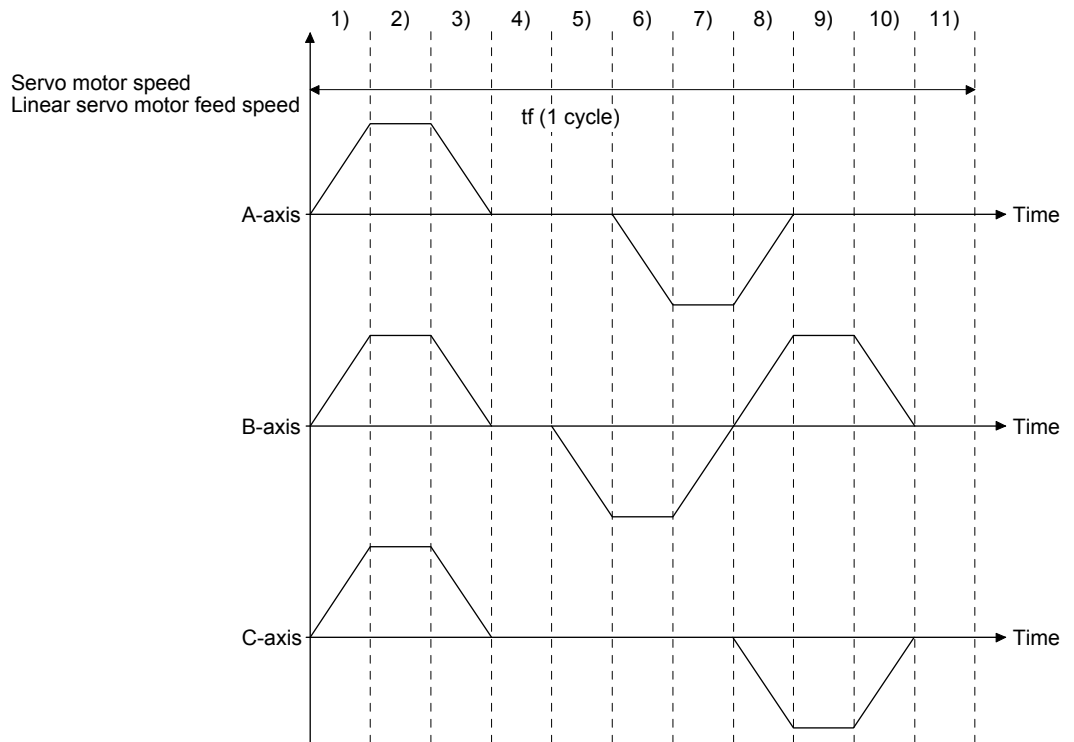 1) 2) 3) 4) 5) 6) 7) 8) 9) 10) 11)
Servo motor speed
Linear servo motor feed speed
tf (1 cycle)
A-axis
Time
B-axis
Time
C-axis
Time